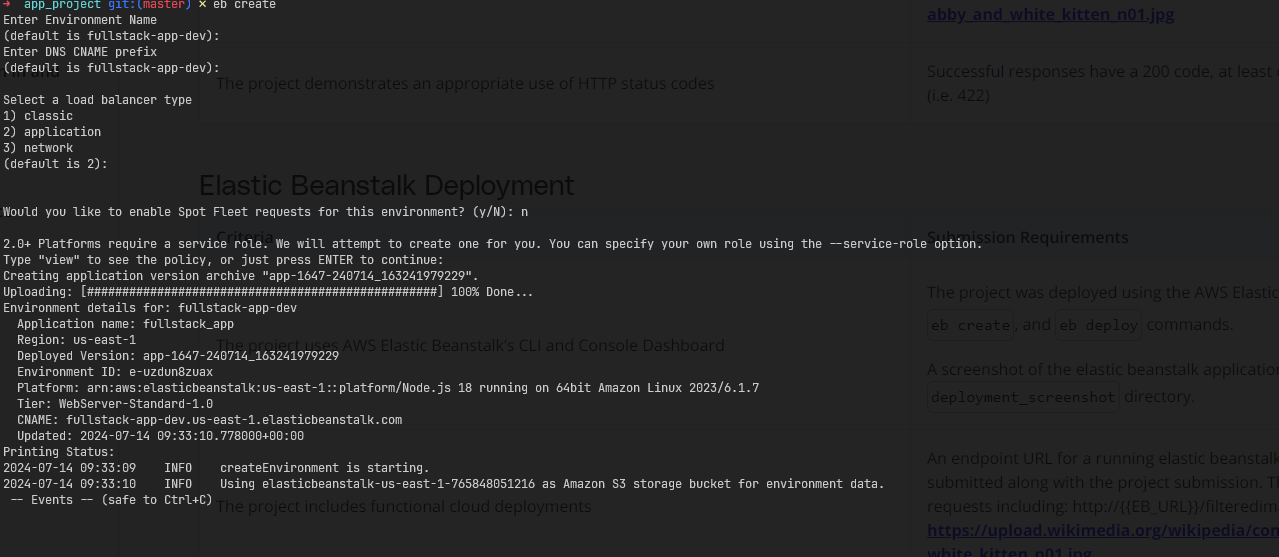 → app_project git:(master) ✕ eb create
Enter Environment Name
(default is fullstack-app-dev):
Enter DNS CNAME prefix
(default is fullstack-app-dev):
Select a load balancer type
1) classic
2) application
3) network
(default is 2):
Would you like to enable Spot Fleet requests for this environment? (y/N): n
2.0+ Platforms require a service role. We will attempt to create one for you. You can specify your own role using the --service-role option.
Type "view" to see the policy, or just press ENTER to continue:
Creating application version archive "app-1647-240714_163241979229".
Uploading: [##################################################] 100% Done...
Environment details for: fullstack-app-dev
Application name: fullstack_app
Region: us-east-1
Deployed Version: app-1647-240714_163241979229
Environment ID: e-uzdun8zuax
Platform: arn:aws:elasticbeanstalk:us-east-1::platform/Node.js 18 running on 64bit Amazon Linux 2023/6.1.7
Tier: WebServer-Standard-1.0
CNAME: fullstack-app-dev.us-east-1.elasticbeanstalk.com
Updated: 2024-07-14 09:33:10.778000+00:00
Printing Status:
2024-07-14 09:33:09 INFO createEnvironment is starting.
2024-07-14 09:33:10 INFO Using elasticbeanstalk-us-east-1-765848051216 as Amazon S3 storage bucket for environment data.
-- Events -- (safe to Ctrl+C)
abby_and_white_kitten_n01.jpg
The project demonstrates an appropriate use of HTTP status codes
Successful responses have a 200 code, at least
(i.e. 422)
Elastic Beanstalk Deployment
Criteria
Submission Requirements
The project uses AWS Elastic Beanstalk's CLI and Console Dashboard
The project was deployed using the AWS Elastic
eb create, and eb deploy commands.
A screenshot of the elastic beanstalk application
deployment_screenshot directory.
The project includes functional cloud deployments
An endpoint URL for a running elastic beanstalk
submitted along with the project submission.
requests including: http://{{EB_URL}}/filteredim
https://upload.wikimedia.org/wikipedia/con
white_kitten_n01.jpg